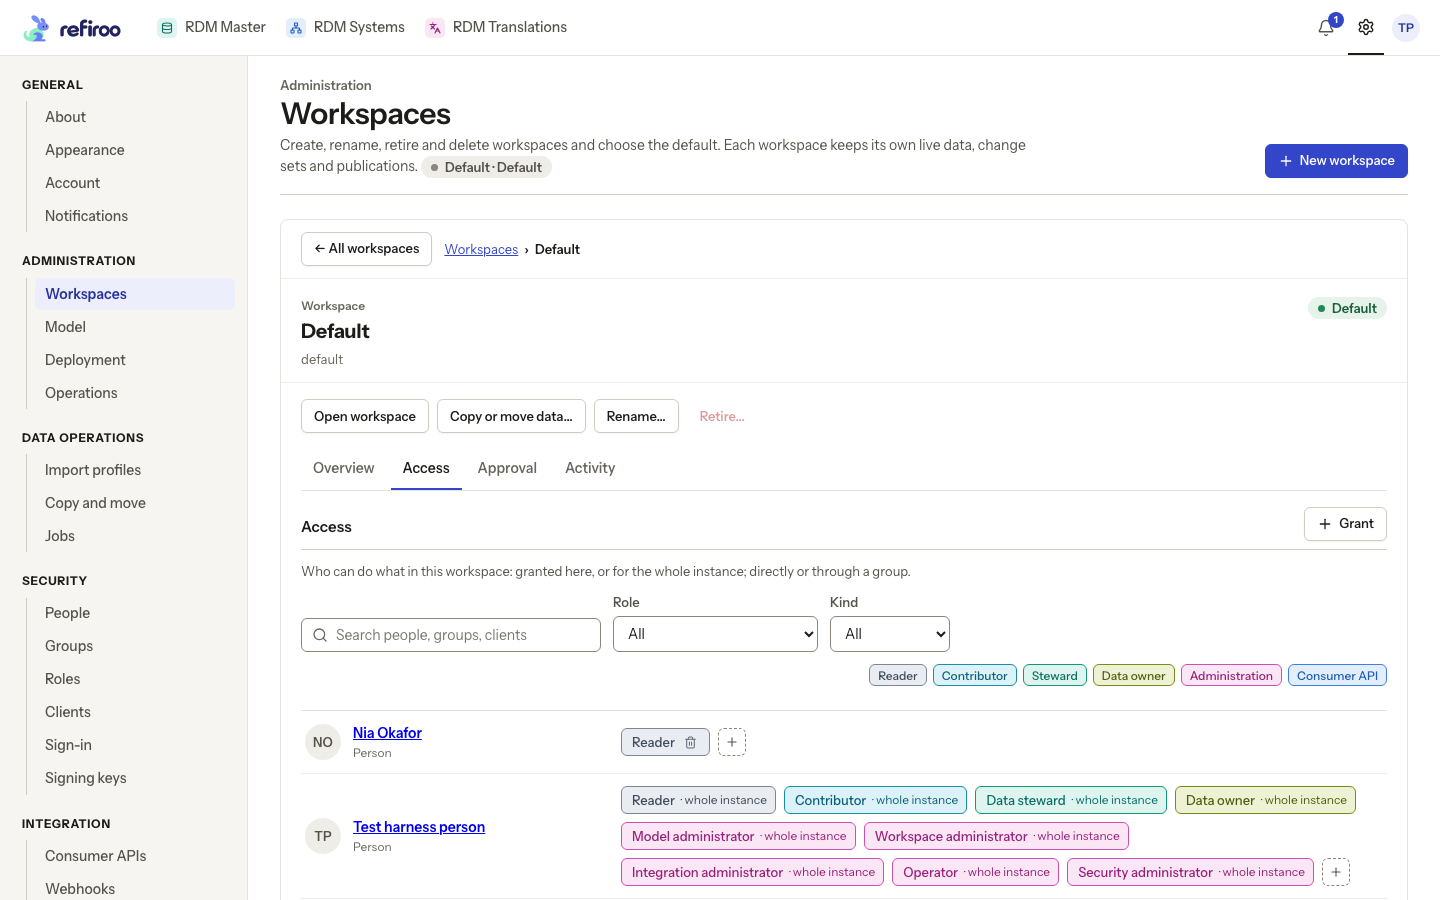 refiroo
RDM Master
RDM Systems
RDM Translations
1
TP
GENERAL
About
Appearance
Account
Notifications
ADMINISTRATION
Workspaces
Model
Deployment
Operations
DATA OPERATIONS
Import profiles
Copy and move
Jobs
SECURITY
People
Groups
Roles
Clients
Sign-in
Signing keys
INTEGRATION
Consumer APIs
Webhooks
Administration
Workspaces
Create, rename, retire and delete workspaces and choose the default. Each workspace keeps its own live data, change
sets and publications. Default · Default
+ New workspace
← All workspaces
Workspaces › Default
Workspace
Default
default
Default
Open workspace
Copy or move data...
Rename...
Retire...
Overview
Access
Approval
Activity
Access
+ Grant
Who can do what in this workspace: granted here, or for the whole instance; directly or through a group.
Role
Kind
Search people, groups, clients
All
All
Reader
Contributor
Steward
Data owner
Administration
Consumer API
NO
Nia Okafor
Person
Reader
+
TP
Test harness person
Person
Reader · whole instance
Contributor · whole instance
Data steward · whole instance
Data owner · whole instance
Model administrator · whole instance
Workspace administrator · whole instance
Integration administrator · whole instance
Operator · whole instance
Security administrator · whole instance
+